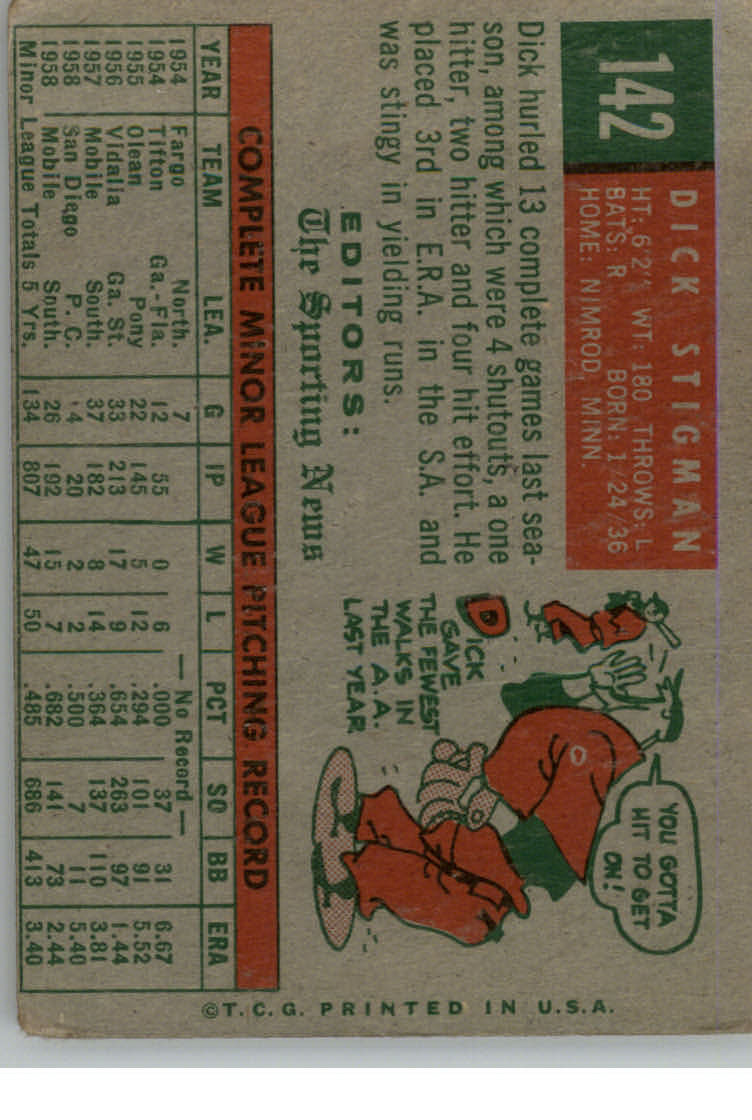 142
DICK STIGMAN
HT: 6'2" WT: 180 THROWS: L
BATS: R BORN: 1/24/36
HOME: NIMROD, MINN.
Dick hurled 13 complete games last sea-
son, among which were 4 shutouts, a one
hitter, two hitter and four hit effort. He
placed 3rd in E.R.A. in the S.A. and
was stingy in yielding runs.
EDITORS:
The Sporting News
YOU GOTTA
HIT TO GET
ON!
DICK
GAVE
THE FEWEST
WALKS IN
THE A.A.
LAST YEAR
COMPLETE MINOR LEAGUE PITCHING RECORD
YEAR TEAM LEA. G IP W L PCT SO BB ERA
1954 Fargo North. 7 — No Record —
1954 Tifton Ga.-Fla. 12 55 0 6 .000 37 31 6.67
1955 Olean Pony 22 145 5 12 .294 101 91 5.52
1956 Vidalia Ga. St. 33 213 17 9 .654 263 97 1.44
1957 Mobile South. 37 182 8 14 .364 137 110 3.81
1958 San Diego P. C. 4 20 2 2 .500 7 11 5.40
1958 Mobile South. 26 192 15 7 .682 141 73 2.44
Minor League Totals 5 Yrs. 134 807 47 50 .485 686 413 3.40
©T.C.G. PRINTED IN U.S.A.